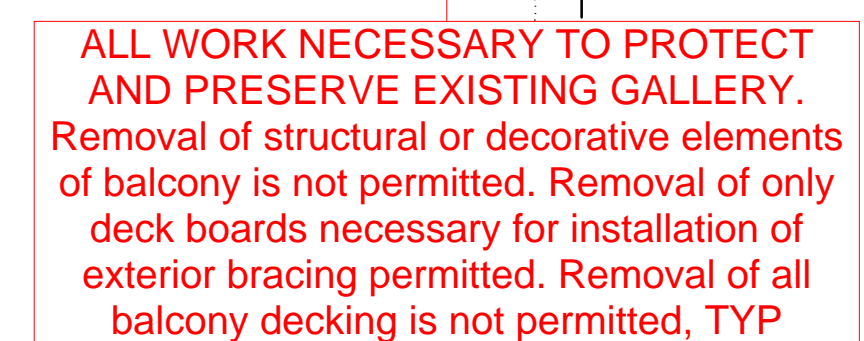 ALL WORK NECESSARY TO PROTECT
AND PRESERVE EXISTING GALLERY.
Removal of structural or decorative elements
of balcony is not permitted. Removal of only
deck boards necessary for installation of
exterior bracing permitted. Removal of all
balcony decking is not permitted, TYP